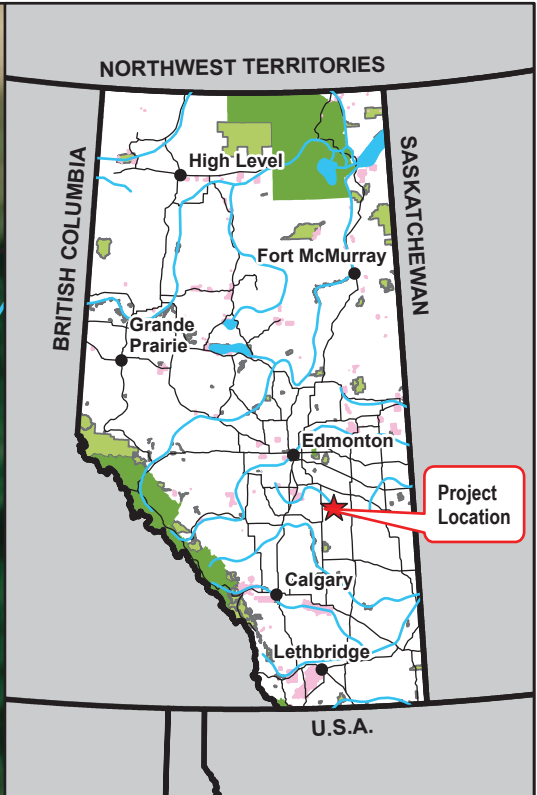 NORTHWEST TERRITORIES
High Level
BRITISH COLUMBIA
SASKATCHEWAN
Fort McMurray
Grande
Prairie
Edmonton
Project
Location
Calgary
Lethbridge
U.S.A.